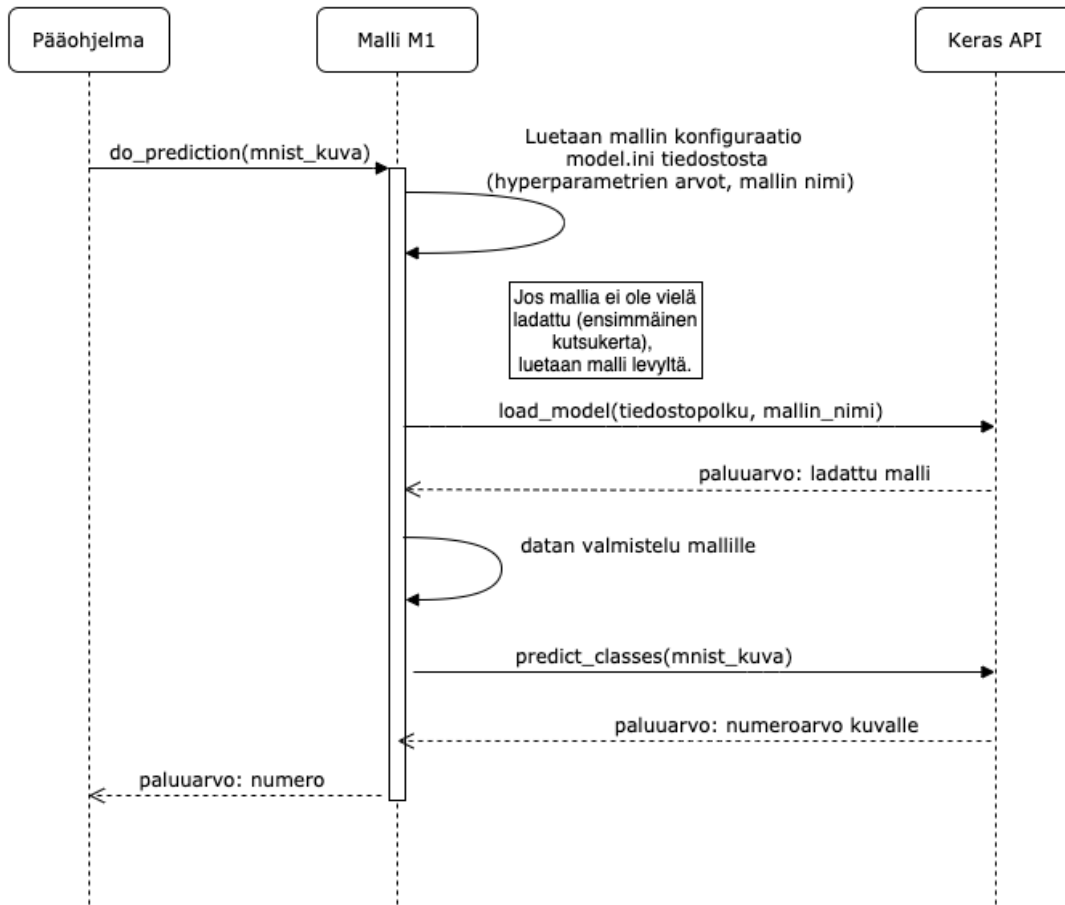 Pääohjelma
Malli M1
Keras API
do_prediction(mnist_kuva)
Luetaan mallin konfiguraatio
model.ini tiedostosta
(hyperparametrien arvot, mallin nimi)
Jos mallia ei ole vielä
ladattu (ensimmäinen
kutsukerta),
luetaan malli levyltä.
load_model(tiedostopolku, mallin_nimi)
paluuarvo: ladattu malli
datan valmistelu mallille
predict_classes(mnist_kuva)
paluuarvo: numeroarvo kuvalle
paluuarvo: numero